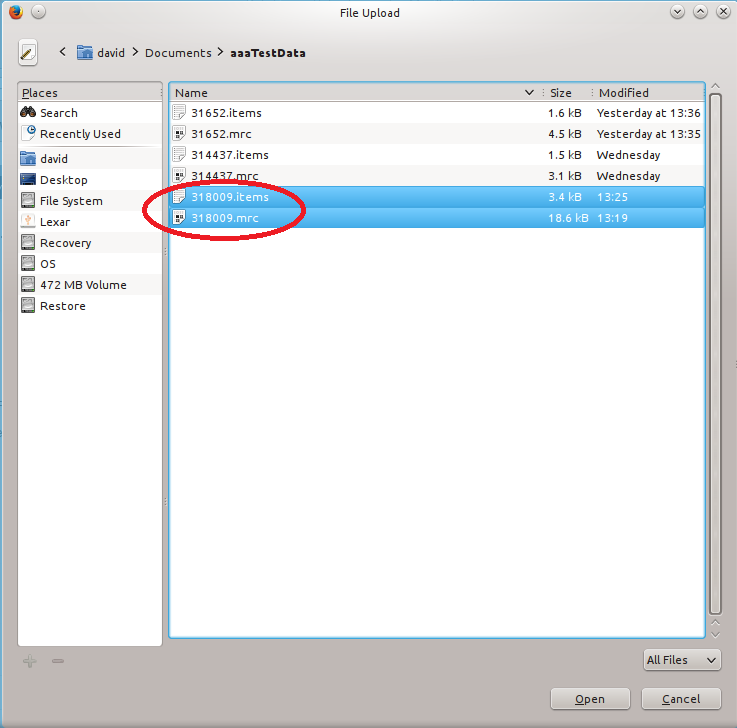 File Upload
< david > Documents > aaaTestData
Places
Search
Recently Used
david
Desktop
File System
Lexar
Recovery
OS
472 MB Volume
Restore
Name Size Modified
31652.items 1.6 kB Yesterday at 13:36
31652.mrc 4.5 kB Yesterday at 13:35
314437.items 1.5 kB Wednesday
314437.mrc 3.1 kB Wednesday
318009.items 3.4 kB 13:25
318009.mrc 18.6 kB 13:19
All Files
Open Cancel